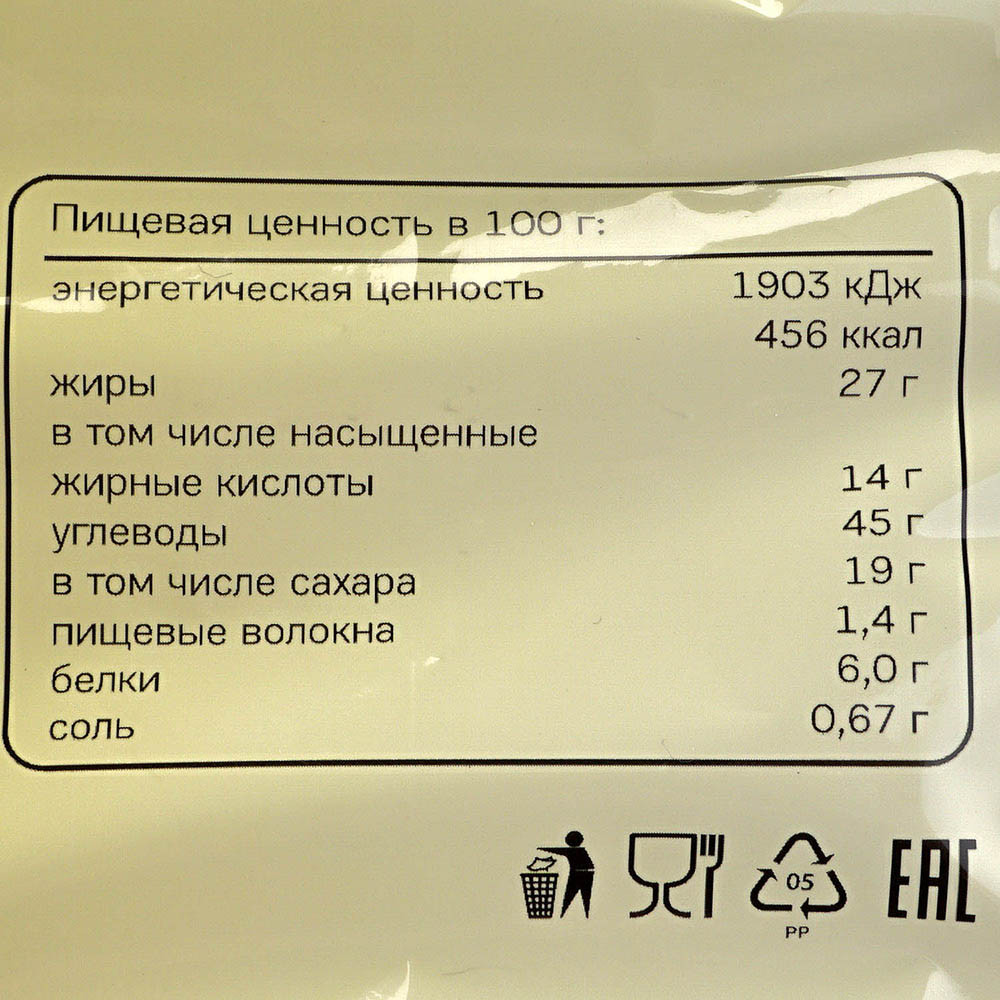 Пищевая ценность в 100 г:
энергетическая ценность 1903 кДж
456 ккал
жиры 27 г
в том числе насыщенные
жирные кислоты 14 г
углеводы 45 г
в том числе сахара 19 г
пищевые волокна 1,4 г
белки 6,0 г
соль 0,67 г
05
PP
EAC